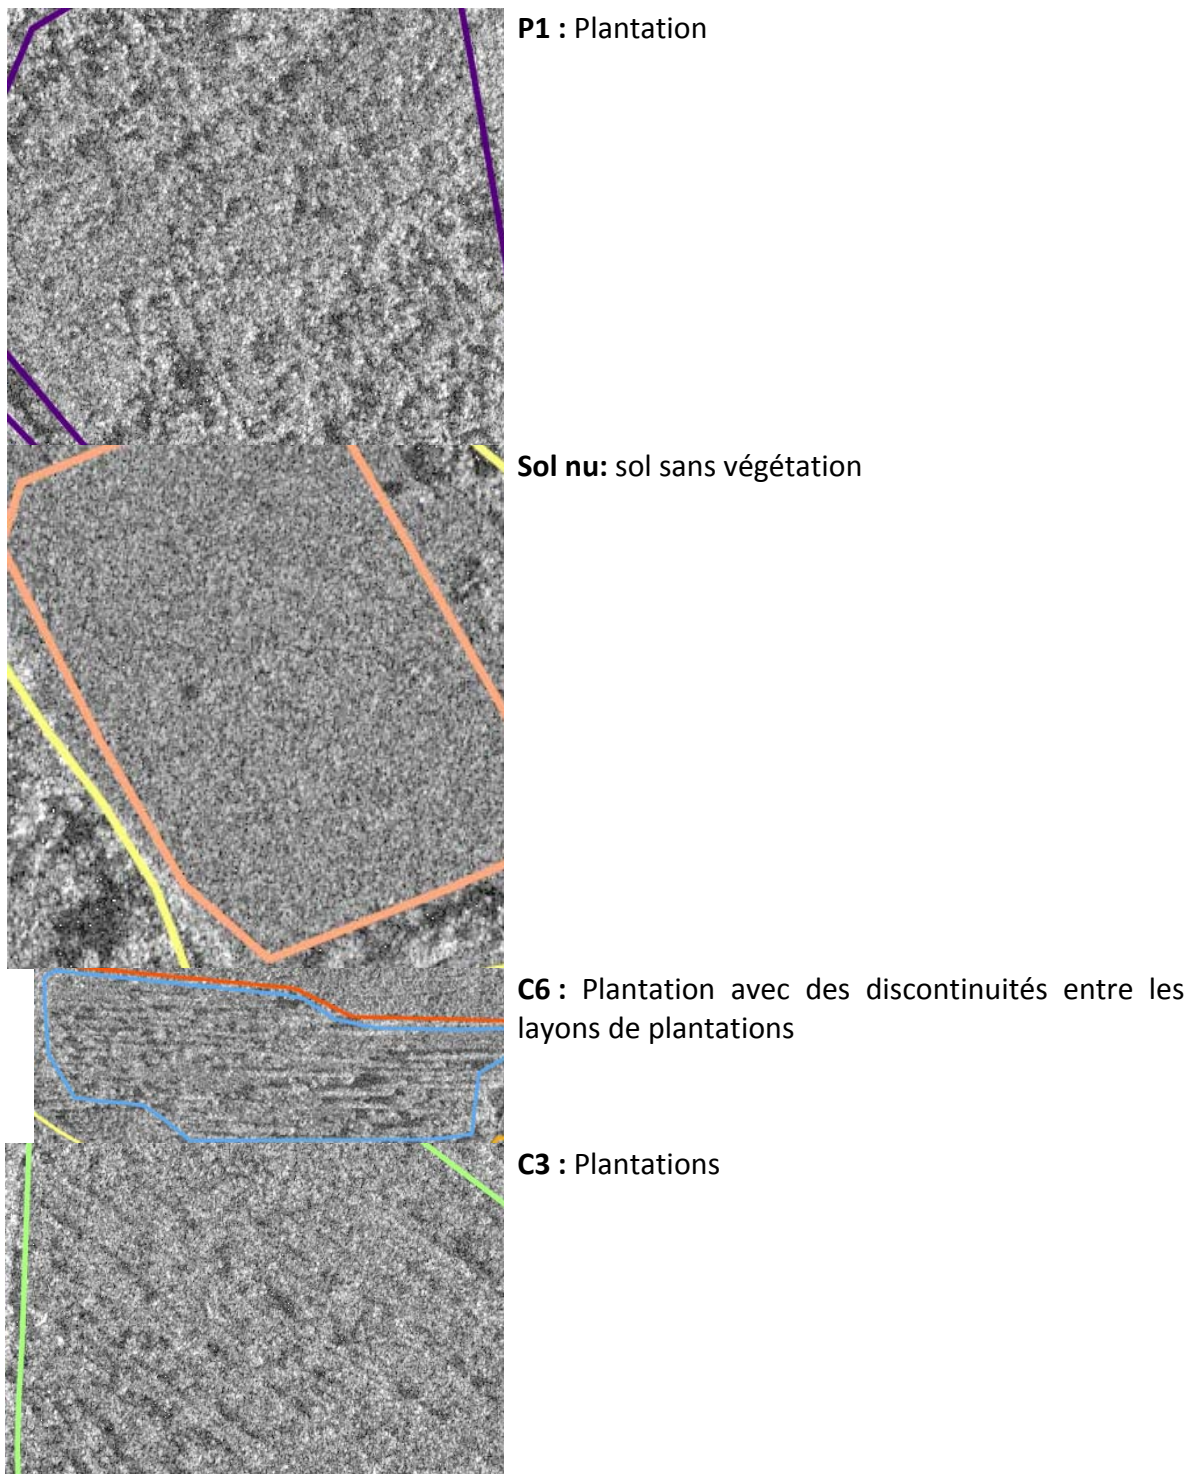 P1 : Plantation
Sol nu: sol sans végétation
C6 : Plantation avec des discontinuités entre les
layons de plantations
C3 : Plantations